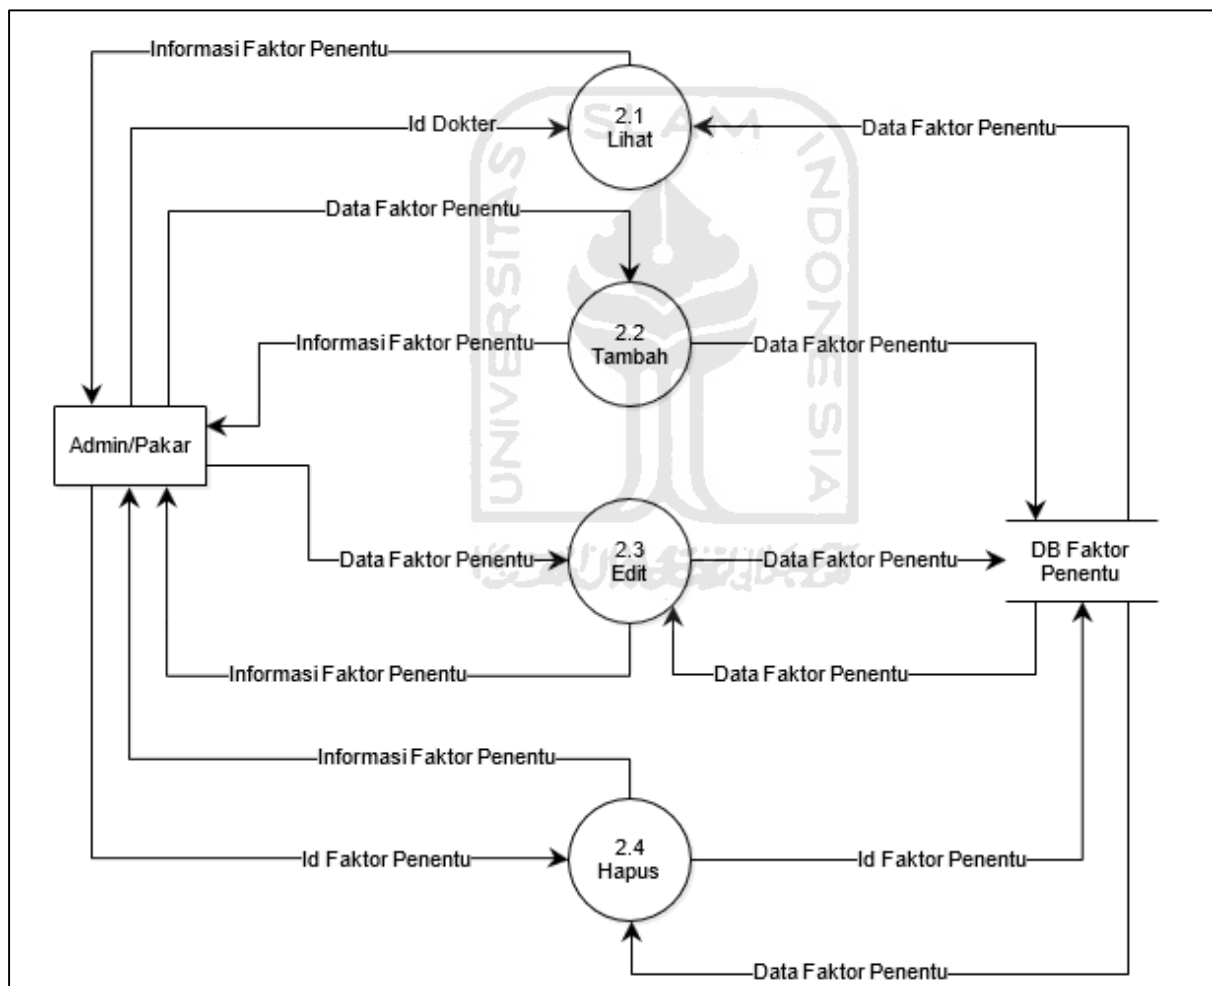 Informasi Faktor Penentu
2.1
Lihat
Id Dokter
Data Faktor Penentu
Data Faktor Penentu
2.2
Tambah
Informasi Faktor Penentu
Data Faktor Penentu
Admin/Pakar
2.3
Edit
Data Faktor Penentu
Data Faktor Penentu
DB Faktor
Penentu
Informasi Faktor Penentu
Data Faktor Penentu
Informasi Faktor Penentu
2.4
Hapus
Id Faktor Penentu
Id Faktor Penentu
Data Faktor Penentu
UNIVERSITAS
ISLAM
INDONESIA